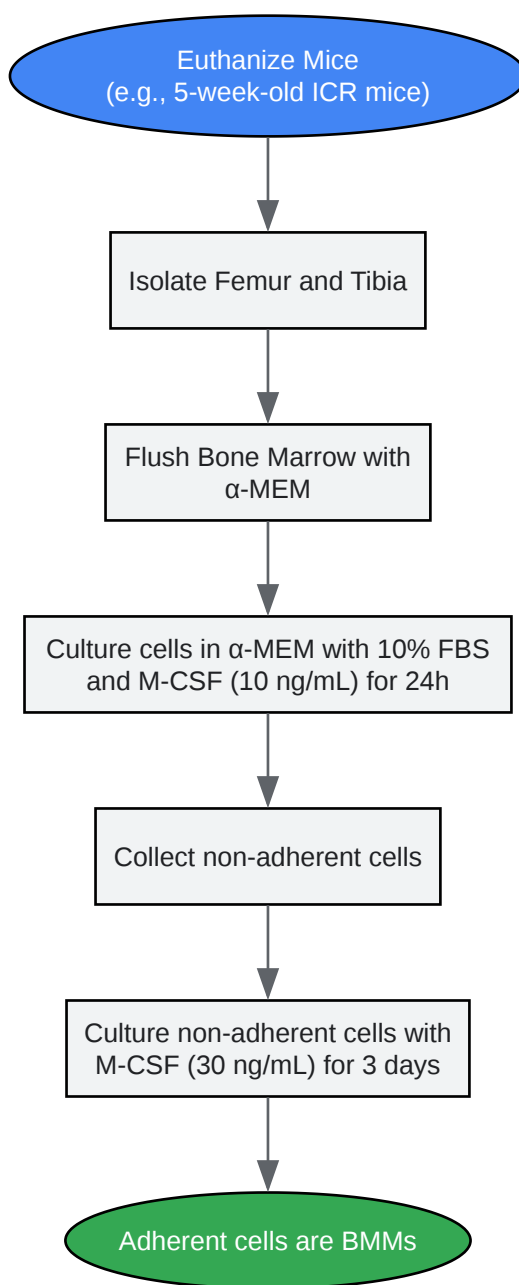 Euthanize Mice
(e.g., 5-week-old ICR mice)
Isolate Femur and Tibia
Flush Bone Marrow with
α-MEM
Culture cells in α-MEM with 10% FBS
and M-CSF (10 ng/mL) for 24h
Collect non-adherent cells
Culture non-adherent cells with
M-CSF (30 ng/mL) for 3 days
Adherent cells are BMMs